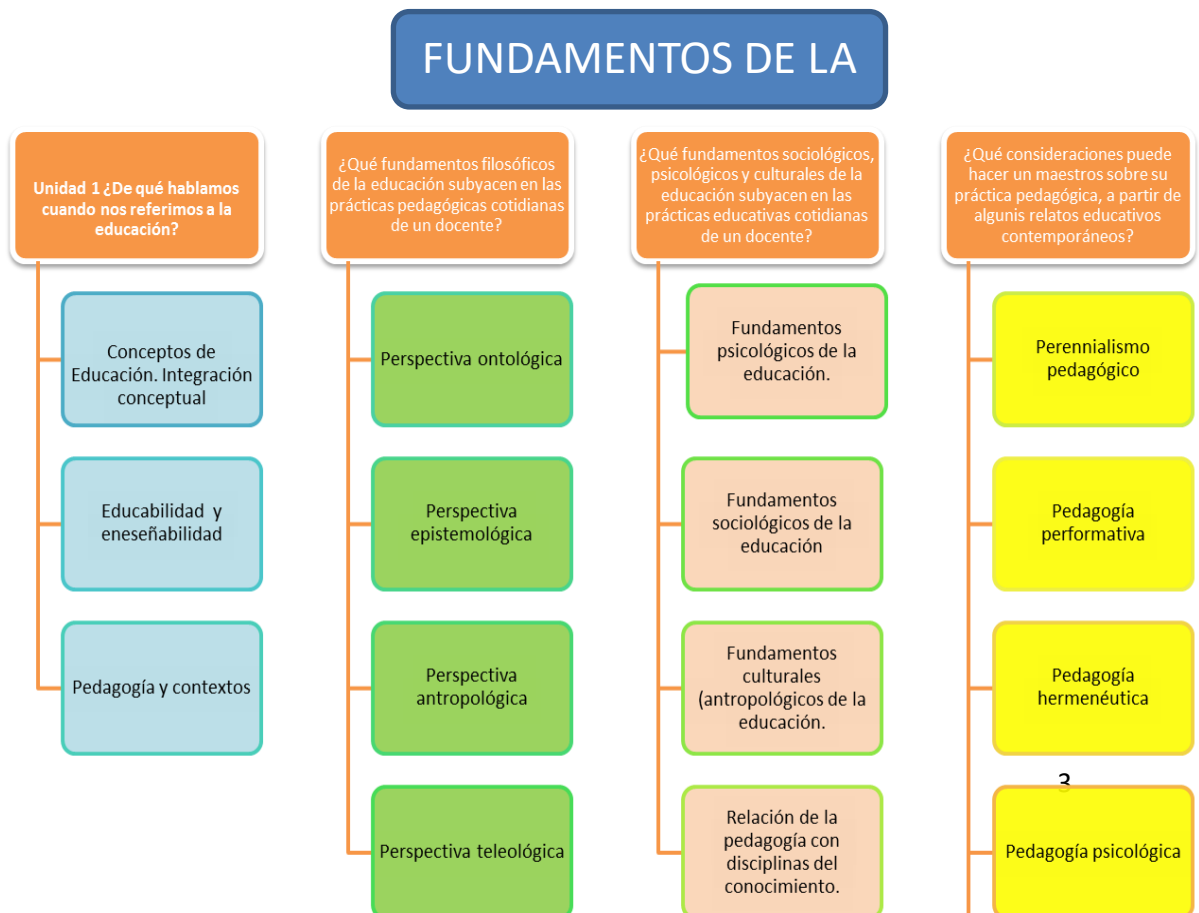 FUNDAMENTOS DE LA
Unidad 1 ¿De qué hablamos
cuando nos referimos a la
educación?
Conceptos de
Educación. Integración
conceptual
Educabilidad y
eneseñabilidad
Pedagogía y contextos
¿Qué fundamentos filosóficos
de la educación subyacen en las
prácticas pedagógicas cotidianas
de un docente?
Perspectiva ontológica
Perspectiva
epistemológica
Perspectiva
antropológica
Perspectiva teleológica
¿Qué fundamentos sociológicos,
psicológicos y culturales de la
educación subyacen en las
prácticas educativas cotidianas
de un docente?
Fundamentos
psicológicos de la
educación.
Fundamentos
sociológicos de la
educación
Fundamentos
culturales
(antropológicos de la
educación.
Relación de la
pedagogía con
disciplinas del
conocimiento.
¿Qué consideraciones puede
hacer un maestros sobre su
práctica pedagógica, a partir de
algunis relatos educativos
contemporáneos?
Perennialismo
pedagógico
Pedagogía
performativa
Pedagogía
hermenéutica
3
Pedagogía psicológica